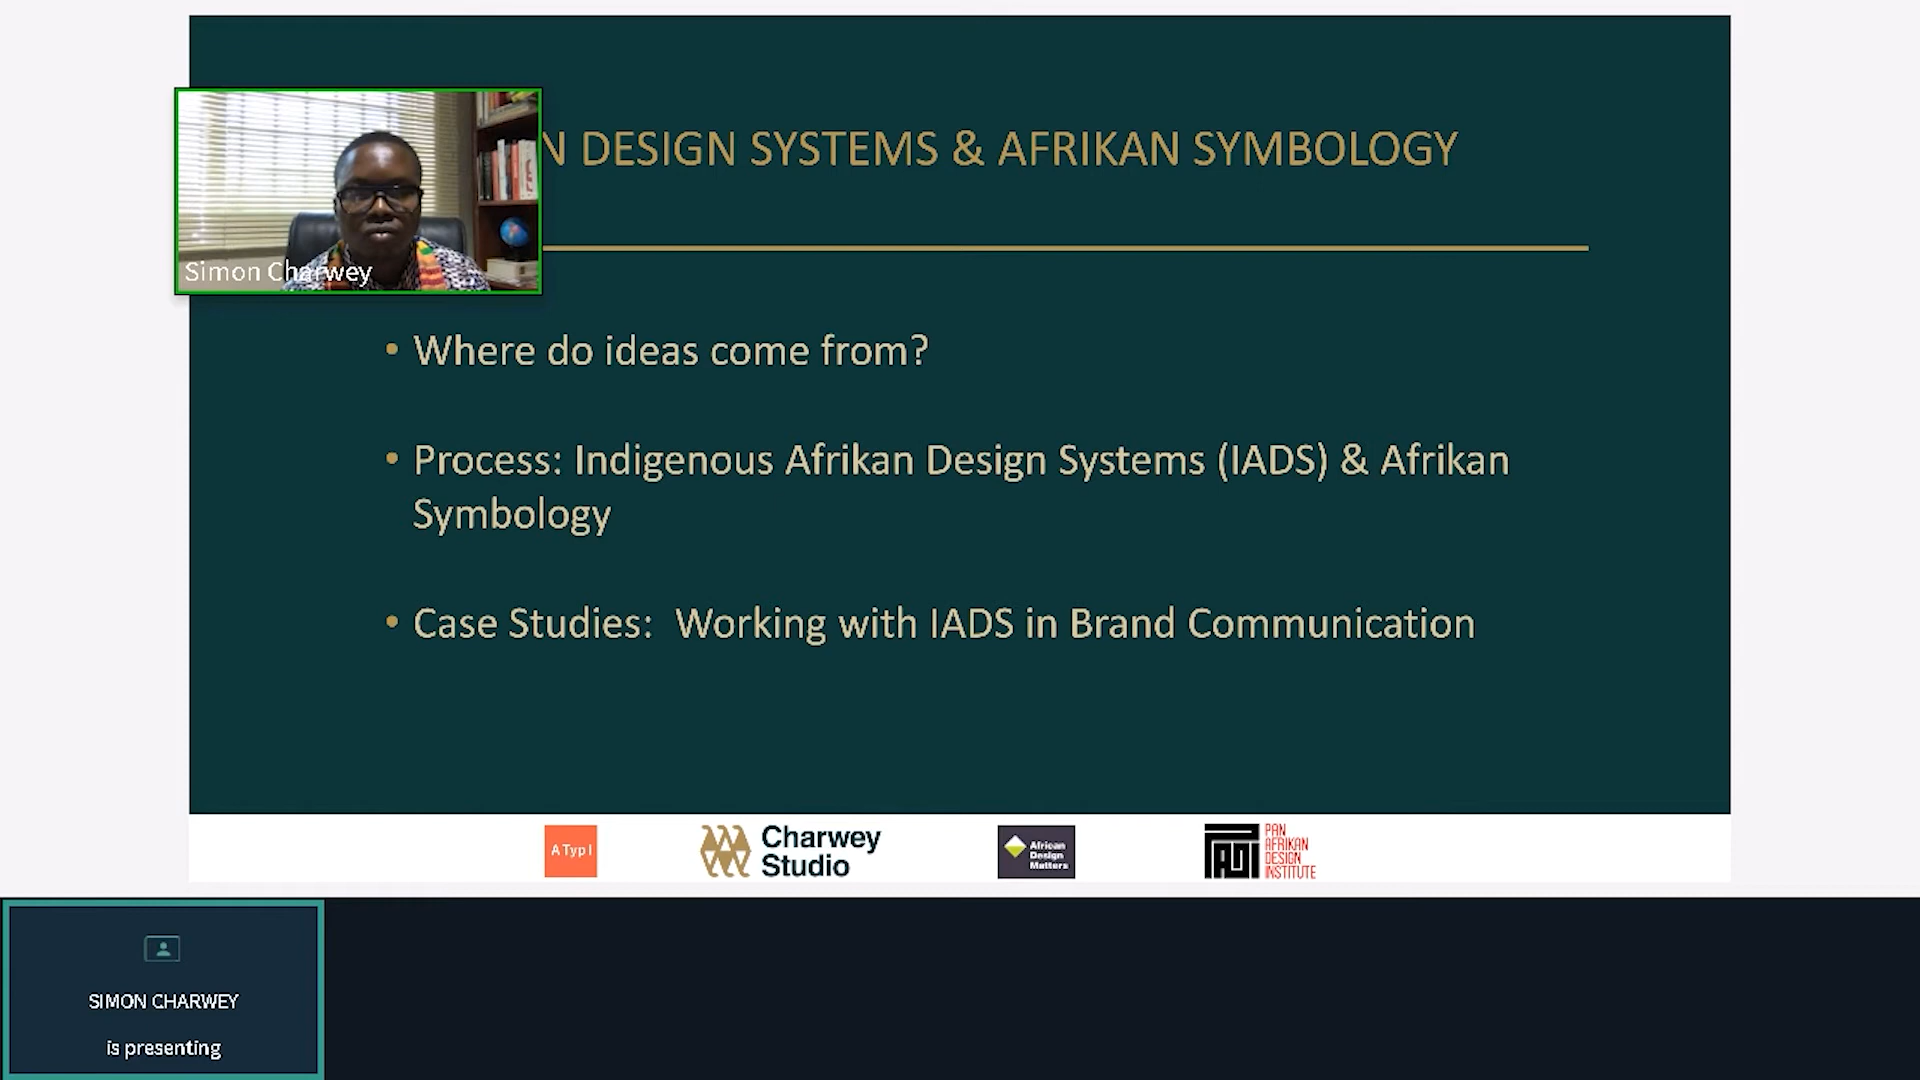 N DESIGN SYSTEMS & AFRIKAN SYMBOLOGY
Simon Charwey
• Where do ideas come from?
• Process: Indigenous Afrikan Design Systems (IADS) & Afrikan
Symbology
• Case Studies: Working with IADS in Brand Communication
ATypI
Charwey
Studio
African
Design
Matters
PADI
PAN
AFRIKAN
DESIGN
INSTITUTE
SIMON CHARWEY
is presenting